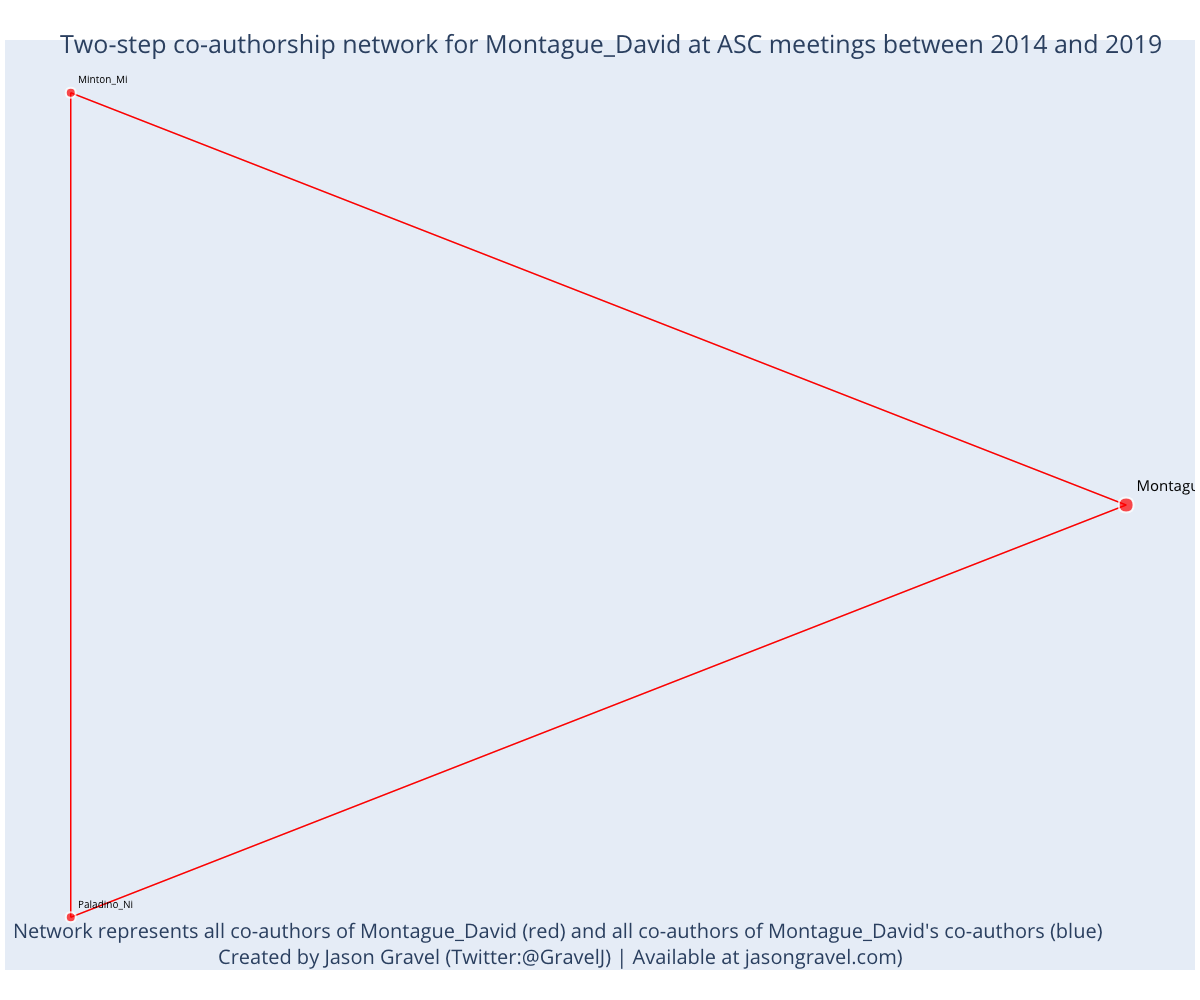 Two-step co-authorship network for Montague_David at ASC meetings between 2014 and 2019
Minton_Mi
Montagu
Paladino_Ni
Network represents all co-authors of Montague_David (red) and all co-authors of Montague_David's co-authors (blue)
Created by Jason Gravel (Twitter:@GravelJ) | Available at jasongravel.com)